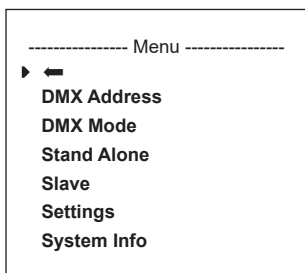 ---------------- Menu ----------------
DMX Address
DMX Mode
Stand Alone
Slave
Settings
System Info